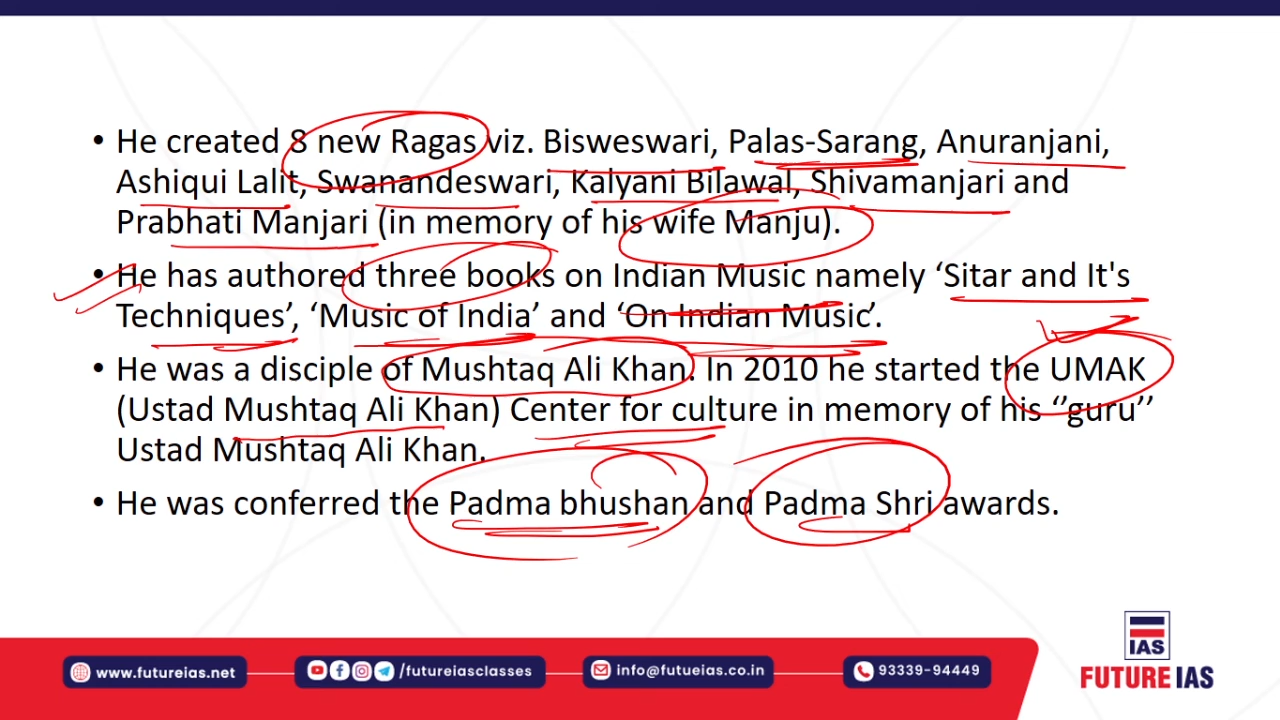 • He created 8 new Ragas viz. Bisweswari, Palas-Sarang, Anuranjani,
Ashiqui Lalit, Swanandeswari, Kalyani Bilawal, Shivamanjari and
Prabhati Manjari (in memory of his wife Manju).
• He has authored three books on Indian Music namely ‘Sitar and It's
Techniques’, ‘Music of India’ and ‘On Indian Music’.
• He was a disciple of Mushtaq Ali Khan. In 2010 he started the UMAK
(Ustad Mushtaq Ali Khan) Center for culture in memory of his ‘’guru’’
Ustad Mushtaq Ali Khan.
• He was conferred the Padma bhushan and Padma Shri awards.
IAS
FUTURE IAS
www.futureias.net
/futureiasclasses
info@futueias.co.in
93339-94449